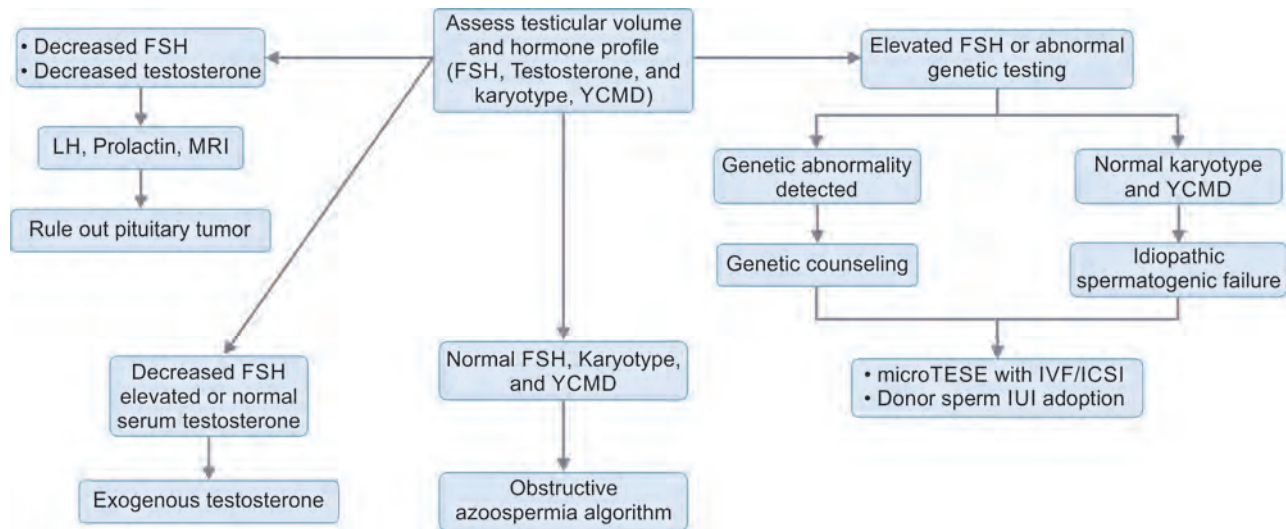 • Decreased FSH
• Decreased testosterone
LH, Prolactin, MRI
Rule out pituitary tumor
Assess testicular volume
and hormone profile
(FSH, Testosterone, and
karyotype, YCMD)
Elevated FSH or abnormal
genetic testing
Genetic abnormality
detected
Genetic counseling
Normal karyotype
and YCMD
Idiopathic
spermatogenic failure
• microTESE with IVF/ICSI
• Donor sperm IUI adoption
Decreased FSH
elevated or normal
serum testosterone
Exogenous testosterone
Normal FSH, Karyotype,
and YCMD
Obstructive
azoospermia algorithm